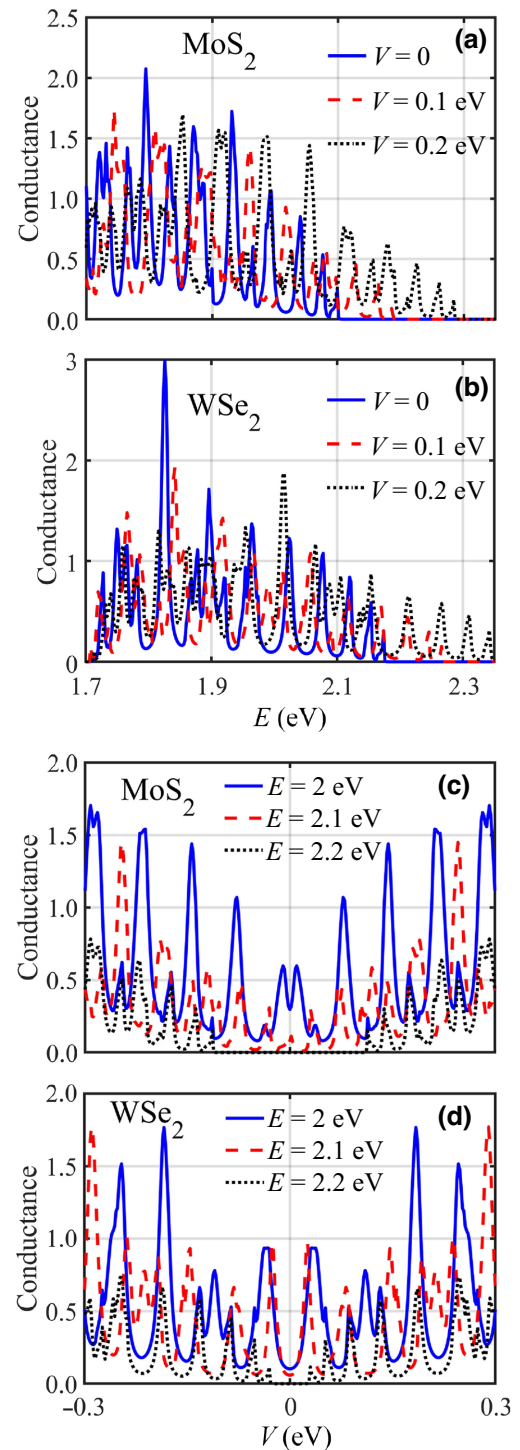 2.5
MoS2
(a)
V = 0
2.0
V = 0.1 eV
1.5
V = 0.2 eV
Conductance
1.0
0.5
0.0
3
(b)
WSe2
V = 0
V = 0.1 eV
2
V = 0.2 eV
Conductance
1
0
1.7 1.9 2.1 2.3
E (eV)
2.0
MoS2
E = 2 eV
(c)
E = 2.1 eV
1.5
E = 2.2 eV
Conductance
1.0
0.5
0.0
2.0
WSe2
E = 2 eV
(d)
E = 2.1 eV
1.5
E = 2.2 eV
Conductance
1.0
0.5
0.0
−0.3 0 0.3
V (eV)